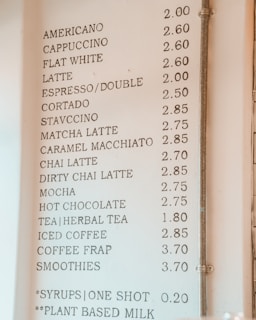 AMERICANO 2.00
CAPPUCCINO 2.60
FLAT WHITE 2.60
LATTE 2.60
ESPRESSO/DOUBLE 2.00
CORTADO 2.50
STAVCCINO 2.85
MATCHA LATTE 2.75
CARAMEL MACCHIATO 2.85
CHAI LATTE 2.70
DIRTY CHAI LATTE 2.85
MOCHA 2.75
HOT CHOCOLATE 2.75
TEA|HERBAL TEA 1.80
ICED COFFEE 2.85
COFFEE FRAP 3.70
SMOOTHIES 3.70
*SYRUPS|ONE SHOT 0.20
**PLANT BASED MILK